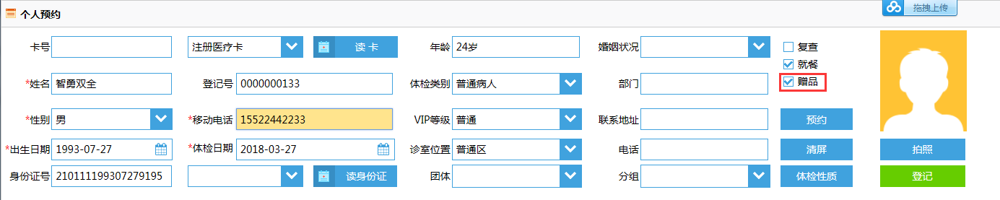 个人预约
拖拽上传
卡号 注册医疗卡 读 卡 年龄 24岁 婚姻状况 复查
就餐
*姓名 智勇双全 登记号 0000000133 体检类别 普通病人 部门 赠品
*性别 男 *移动电话 15522442233 VIP等级 普通 联系地址 预约
*出生日期 1993-07-27 *体检日期 2018-03-27 诊室位置 普通区 电话 清屏 拍照
身份证号 210111199307279195 读身份证 团体 分组 体检性质 登记